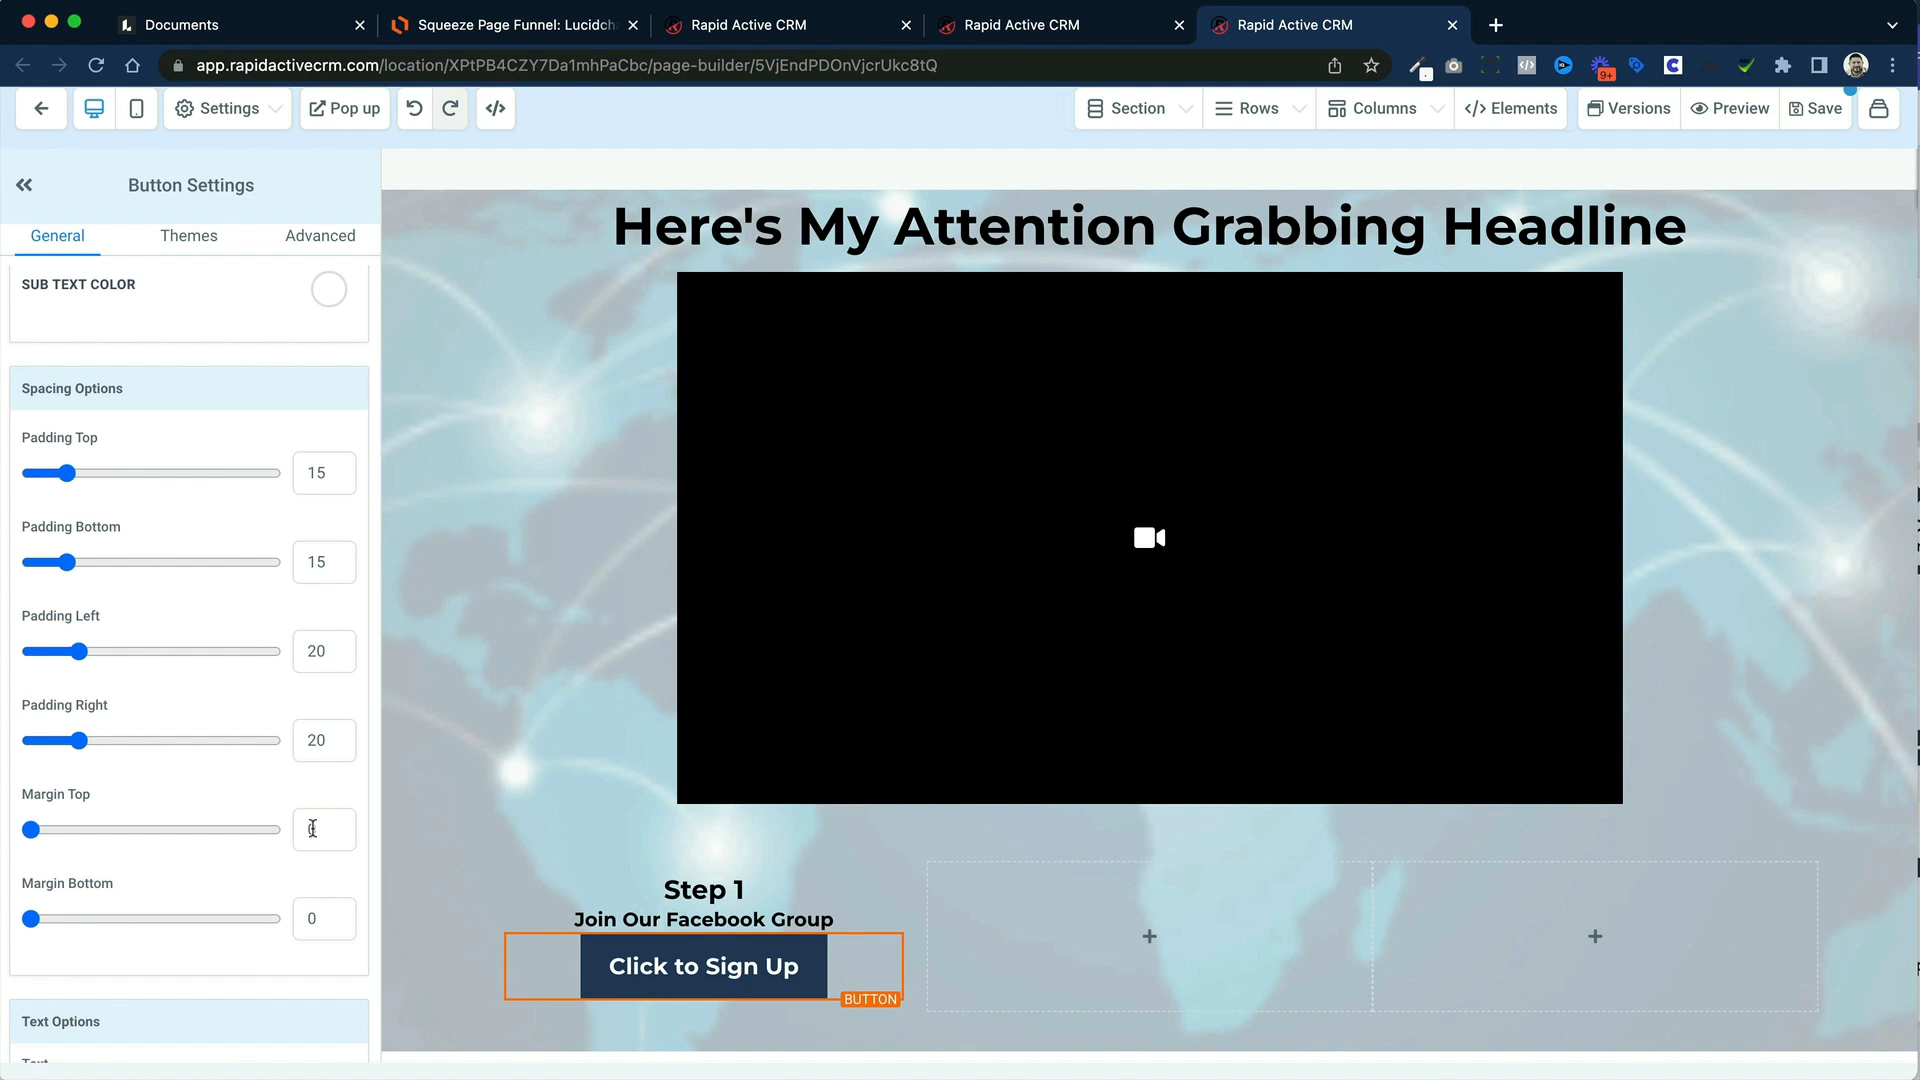 Documents
Squeeze Page Funnel: Lucidch
Rapid Active CRM
Rapid Active CRM
Rapid Active CRM
app.rapidactivecrm.com/location/XPtPB4CZY7Da1mhPaCbc/page-builder/5VjEndPDOnVjcrUkc8tQ
9+
Settings
Pop up
Section
Rows
Columns
</> Elements
Versions
Preview
Save
Button Settings
General
Themes
Advanced
SUB TEXT COLOR
Spacing Options
Padding Top
15
Padding Bottom
15
Padding Left
20
Padding Right
20
Margin Top
Margin Bottom
0
Text Options
Text
Here's My Attention Grabbing Headline
Step 1
Join Our Facebook Group
Click to Sign Up
BUTTON